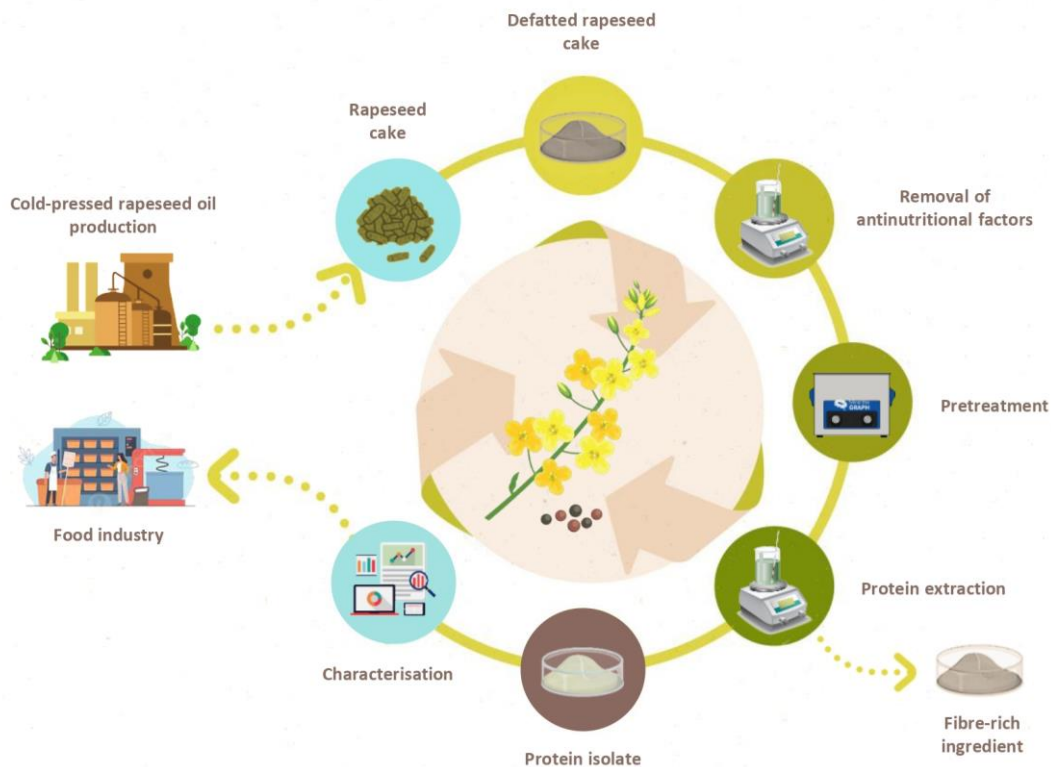 Defatted rapeseed
cake
Rapeseed
cake
Cold-pressed rapeseed oil
production
Removal of
antinutritional factors
Pretreatment
GRAPH
Food industry
Protein extraction
Characterisation
Fibre-rich
ingredient
Protein isolate